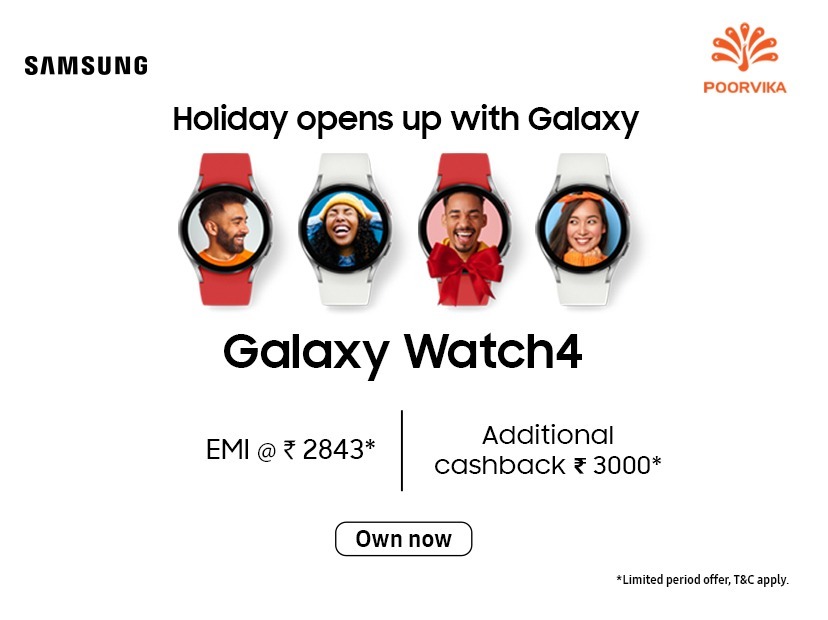 SAMSUNG
POORVIKA
Holiday opens up with Galaxy
Galaxy Watch4
EMI @ ₹ 2843*
Additional
cashback ₹ 3000*
Own now
*Limited period offer, T&C apply.